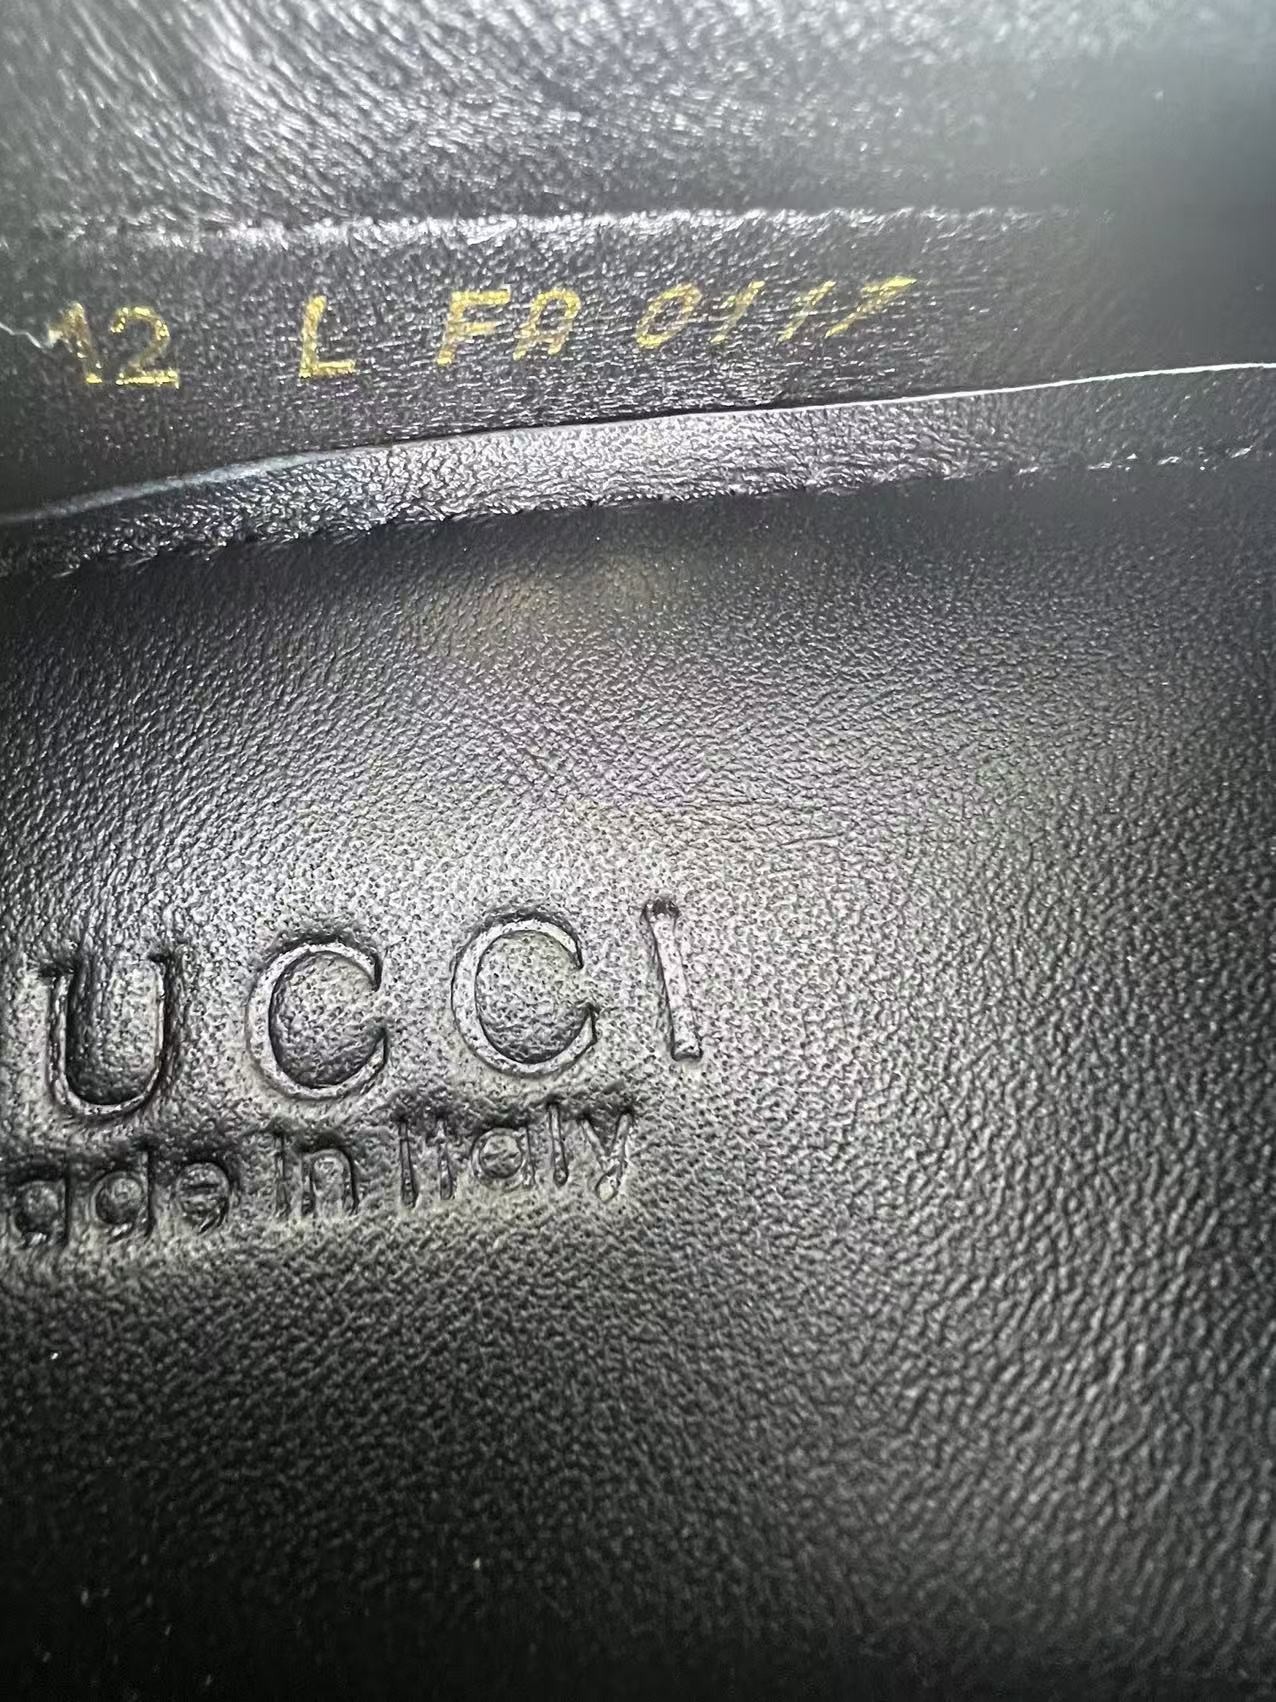 12 L FA 0117
UCCI
ade in Italy